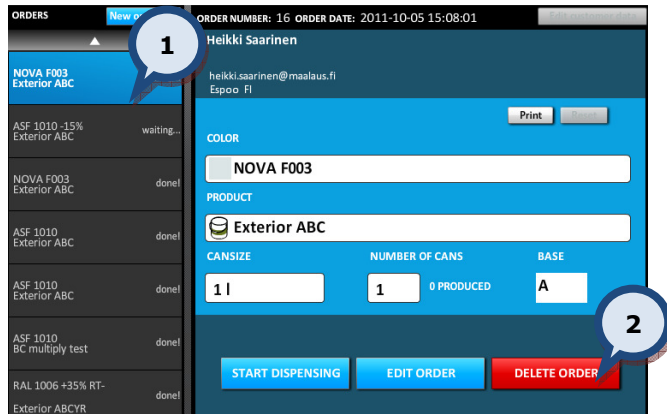 ORDERS
New
ORDER NUMBER: 16 ORDER DATE: 2011-10-05 15:08:01
1
Heikki Saarinen
heikki.saarinen@maalaus.fi
Espoo FI
NOVA F003
Exterior ABC
ASF 1010 -15%
Exterior ABC
waiting...
NOVA F003
Exterior ABC
done!
ASF 1010
Exterior ABC
done!
ASF 1010
Exterior ABC
done!
ASF 1010
BC multiply test
done!
RAL 1006 +35% RT-
Exterior ABCYR
done!
Print
Reset
COLOR
NOVA F003
PRODUCT
Exterior ABC
CANSIZE
NUMBER OF CANS
BASE
1 l
1
0 PRODUCED
A
2
START DISPENSING
EDIT ORDER
DELETE ORDER